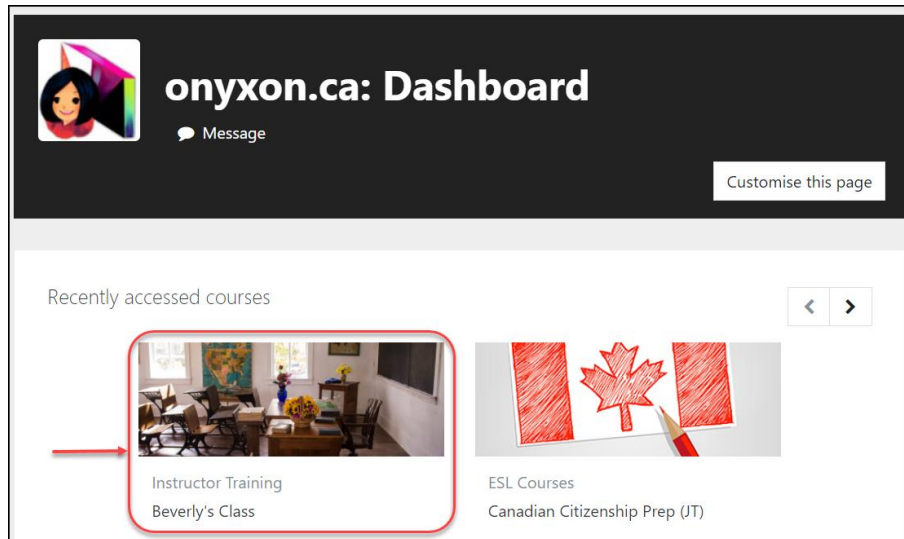 onyxon.ca: Dashboard
Message
Customise this page
Recently accessed courses
Instructor Training
Beverly's Class
ESL Courses
Canadian Citizenship Prep (JT)